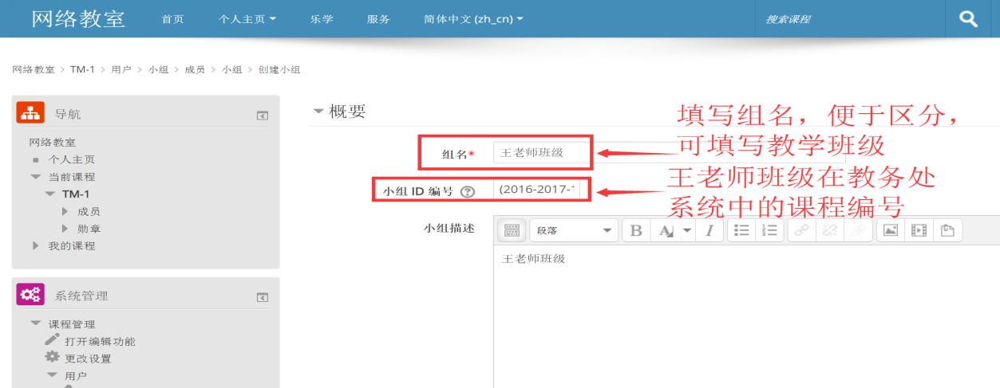 网络教室 首页 个人主页 乐学 服务 简体中文 (zh_cn) 搜索课程
网络教室 > TM-1 > 用户 > 小组 > 成员 > 小组 > 创建小组
导航
网络教室
个人主页
当前课程
TM-1
成员
勋章
我的课程
系统管理
课程管理
打开编辑功能
更改设置
用户
概要
组名* 王老师班级
填写组名，便于区分，
可填写教学班级
小组 ID 编号 ? (2016-2017-1
王老师班级在教务处
系统中的课程编号
小组描述
段落 B A I
王老师班级